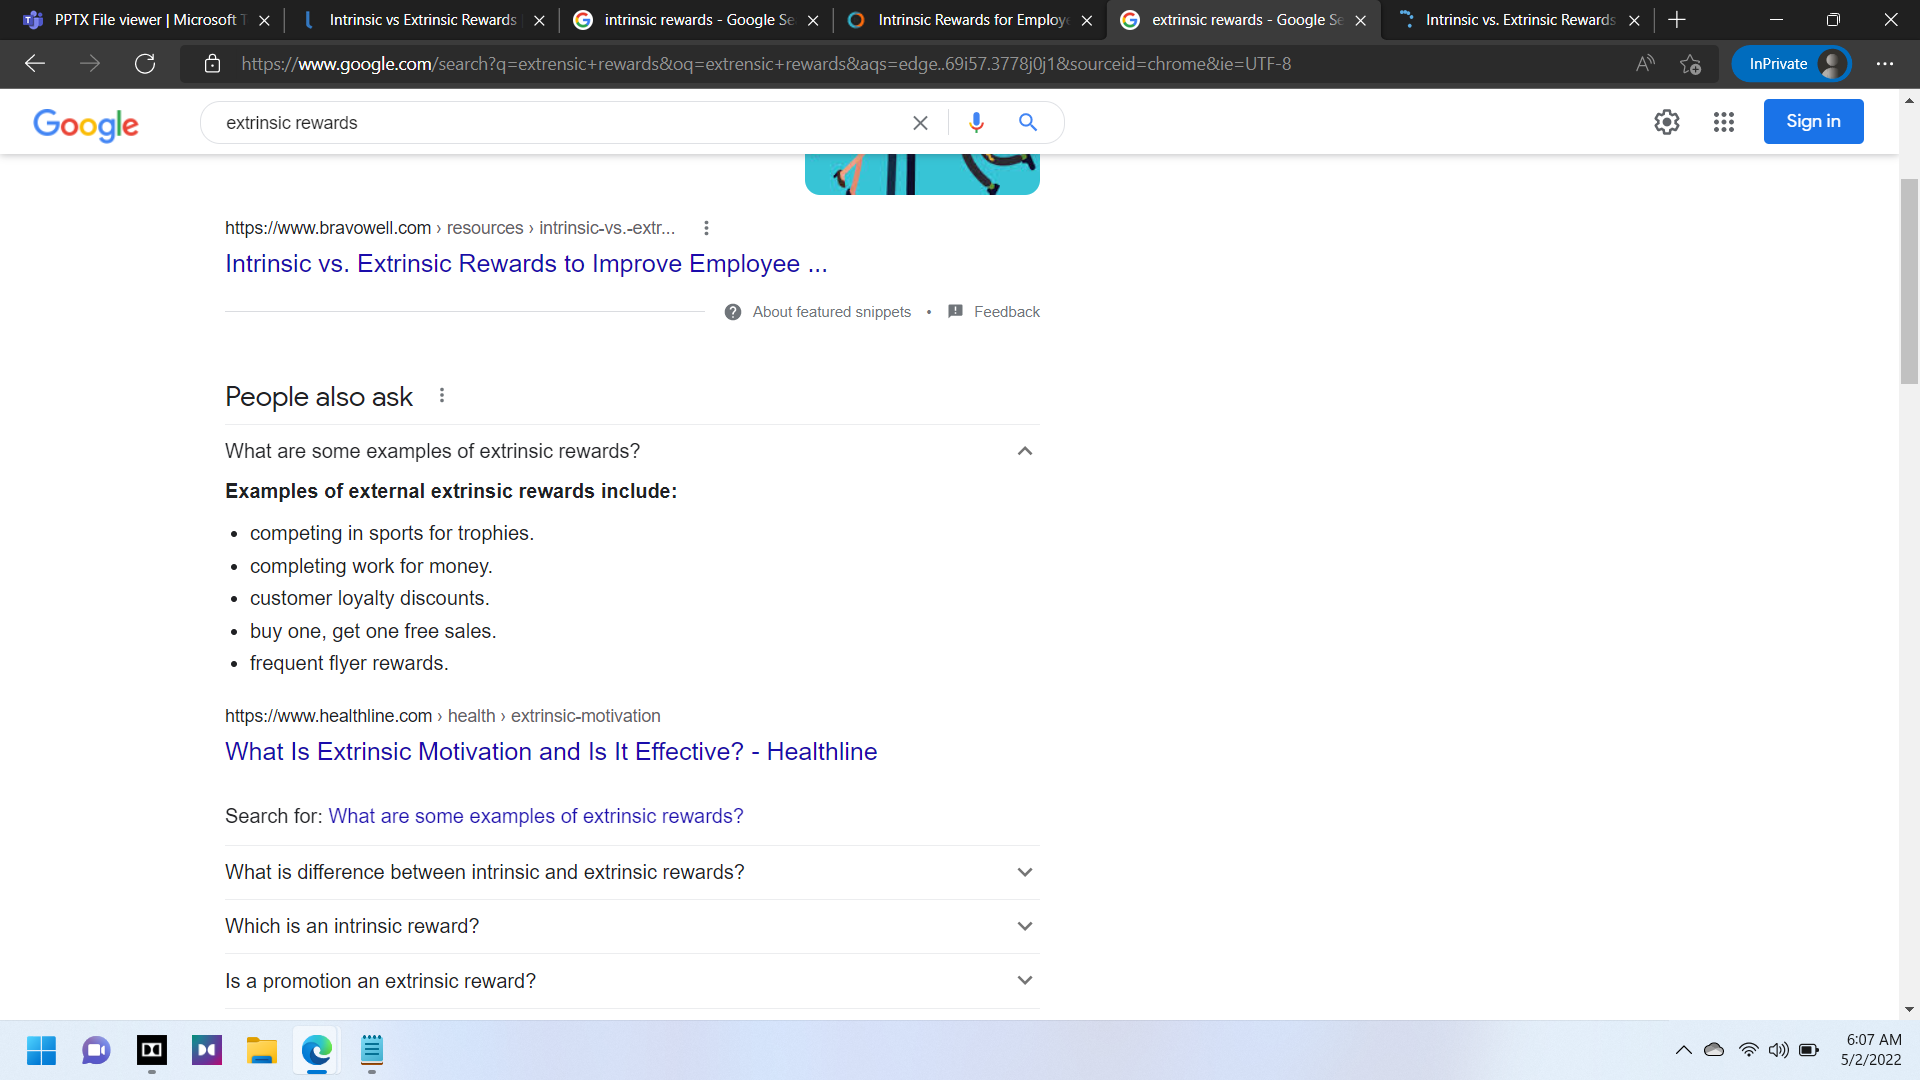 PPTX File viewer | Microsoft T
Intrinsic vs Extrinsic Rewards
intrinsic rewards - Google Se
Intrinsic Rewards for Employe
extrinsic rewards - Google Se
Intrinsic vs. Extrinsic Rewards
https://www.google.com/search?q=extrensic+rewards&oq=extrensic+rewards&aqs=edge..69i57.3778j0j1&sourceid=chrome&ie=UTF-8
InPrivate
Google
extrinsic rewards
Sign in
https://www.bravowell.com › resources › intrinsic-vs.-extr...
Intrinsic vs. Extrinsic Rewards to Improve Employee ...
About featured snippets • Feedback
People also ask
What are some examples of extrinsic rewards?
Examples of external extrinsic rewards include:
• competing in sports for trophies.
• completing work for money.
• customer loyalty discounts.
• buy one, get one free sales.
• frequent flyer rewards.
https://www.healthline.com › health › extrinsic-motivation
What Is Extrinsic Motivation and Is It Effective? - Healthline
Search for: What are some examples of extrinsic rewards?
What is difference between intrinsic and extrinsic rewards?
Which is an intrinsic reward?
Is a promotion an extrinsic reward?
6:07 AM
5/2/2022